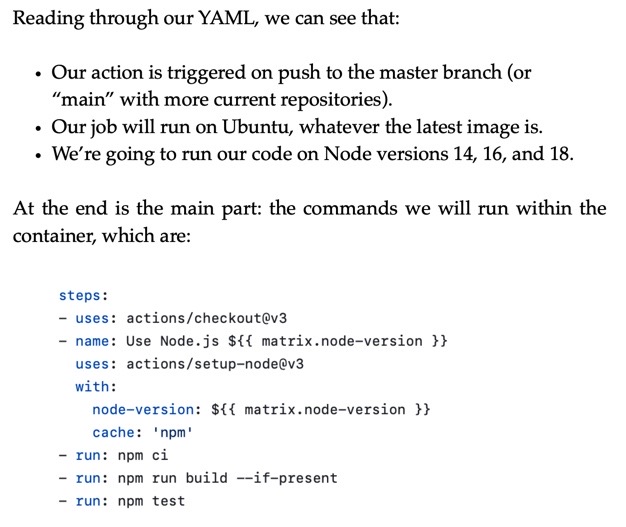 Reading through our YAML, we can see that:
• Our action is triggered on push to the master branch (or
“main” with more current repositories).
• Our job will run on Ubuntu, whatever the latest image is.
• We’re going to run our code on Node versions 14, 16, and 18.
At the end is the main part: the commands we will run within the
container, which are:
steps:
- uses: actions/checkout@v3
- name: Use Node.js ${{ matrix.node-version }}
  uses: actions/setup-node@v3
  with:
    node-version: ${{ matrix.node-version }}
    cache: 'npm'
- run: npm ci
- run: npm run build --if-present
- run: npm test